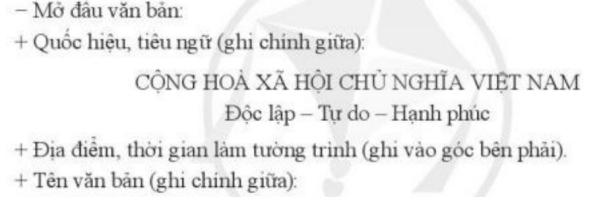 − Mở đầu văn bản:
+ Quốc hiệu, tiêu ngữ (ghi chính giữa):
CỘNG HOÀ XÃ HỘI CHỦ NGHĨA VIỆT NAM
Độc lập – Tự do – Hạnh phúc
+ Địa điểm, thời gian làm tường trình (ghi vào góc bên phải).
+ Tên văn bản (ghi chính giữa):